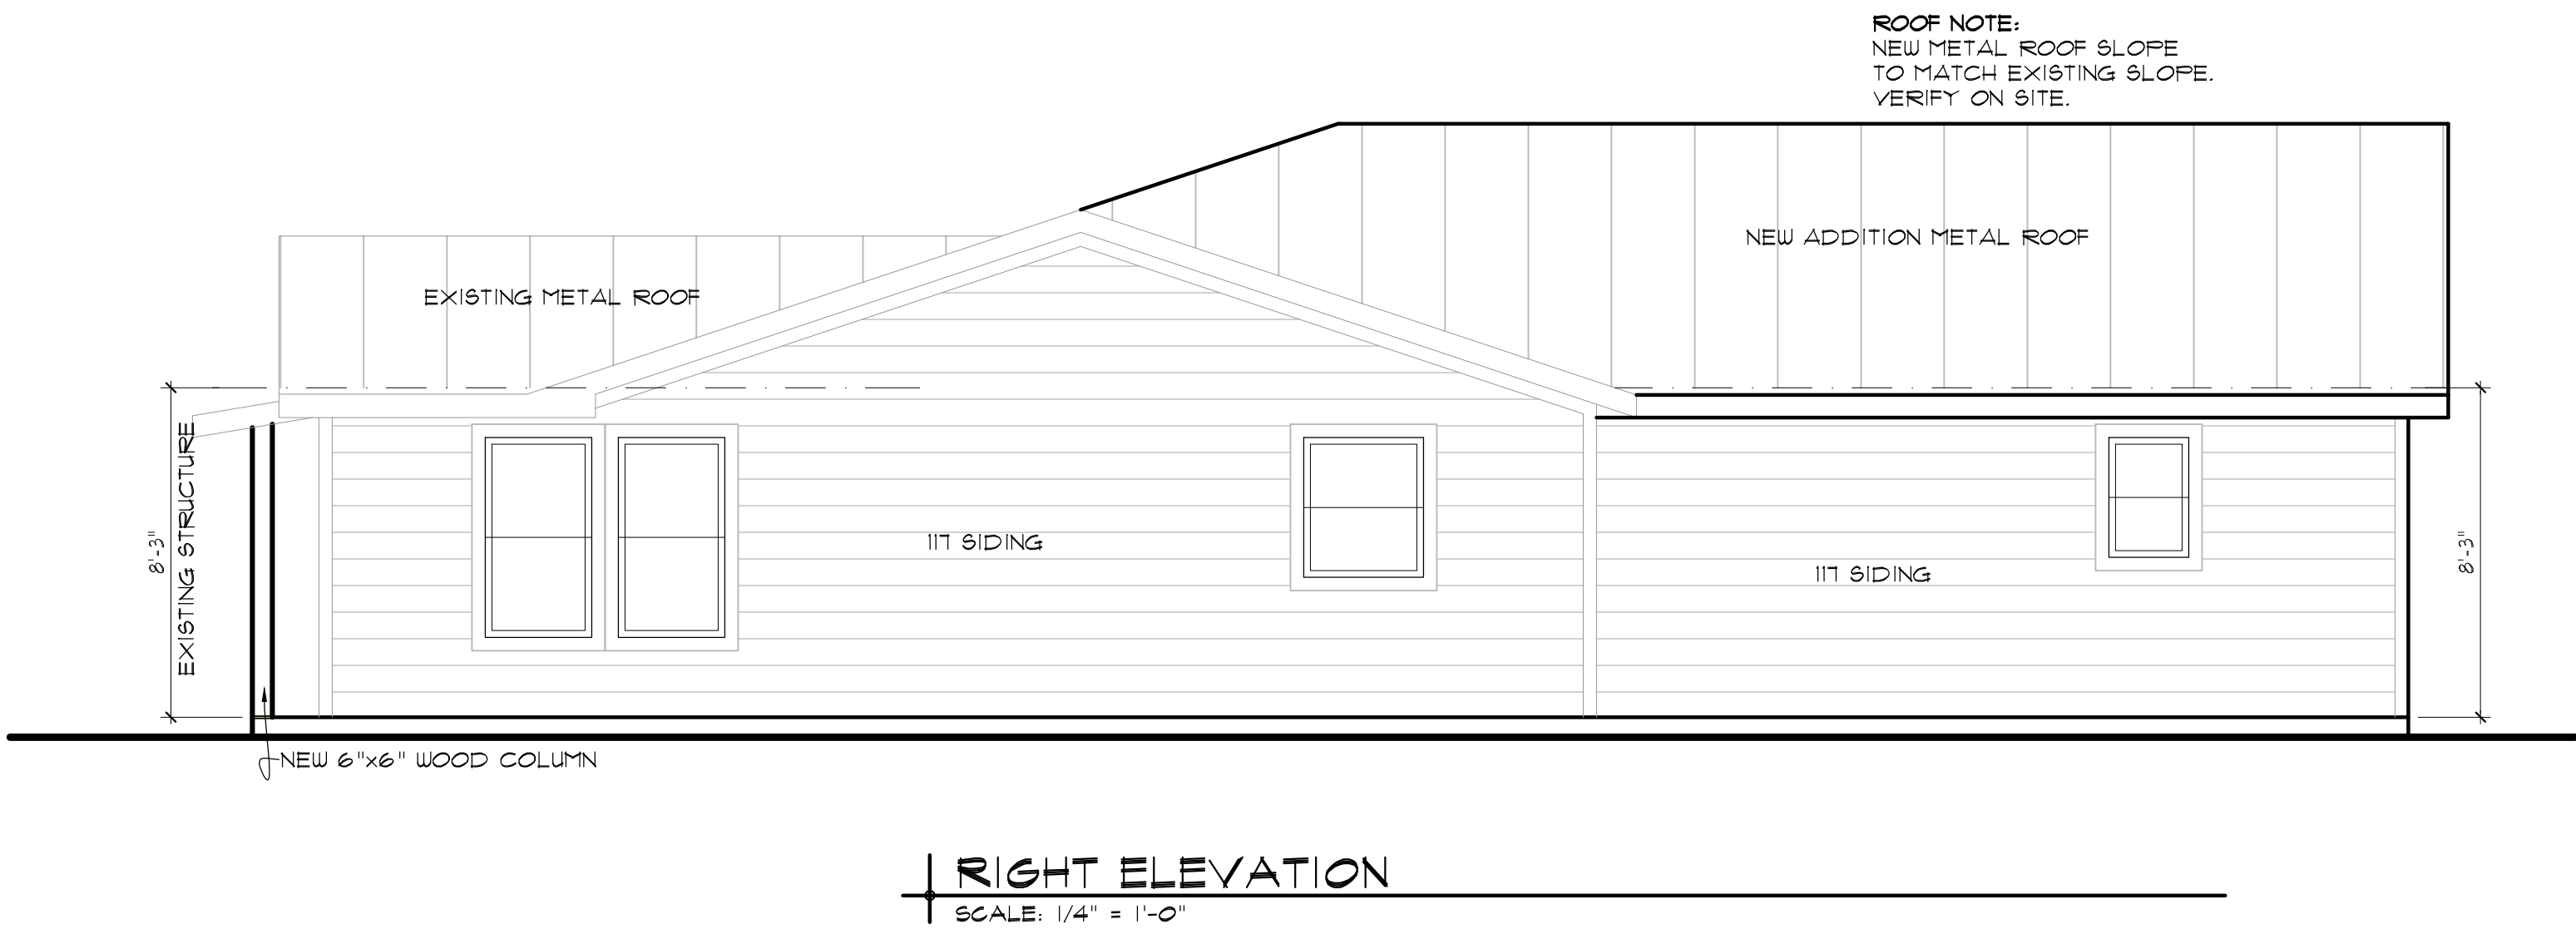 ROOF NOTE:
NEW METAL ROOF SLOPE
TO MATCH EXISTING SLOPE.
VERIFY ON SITE.
NEW ADDITION METAL ROOF
EXISTING METAL ROOF
8'-3"
EXISTING STRUCTURE
117 SIDING
117 SIDING
8'-3"
NEW 6"x6" WOOD COLUMN
RIGHT ELEVATION
SCALE: 1/4" = 1'-0"